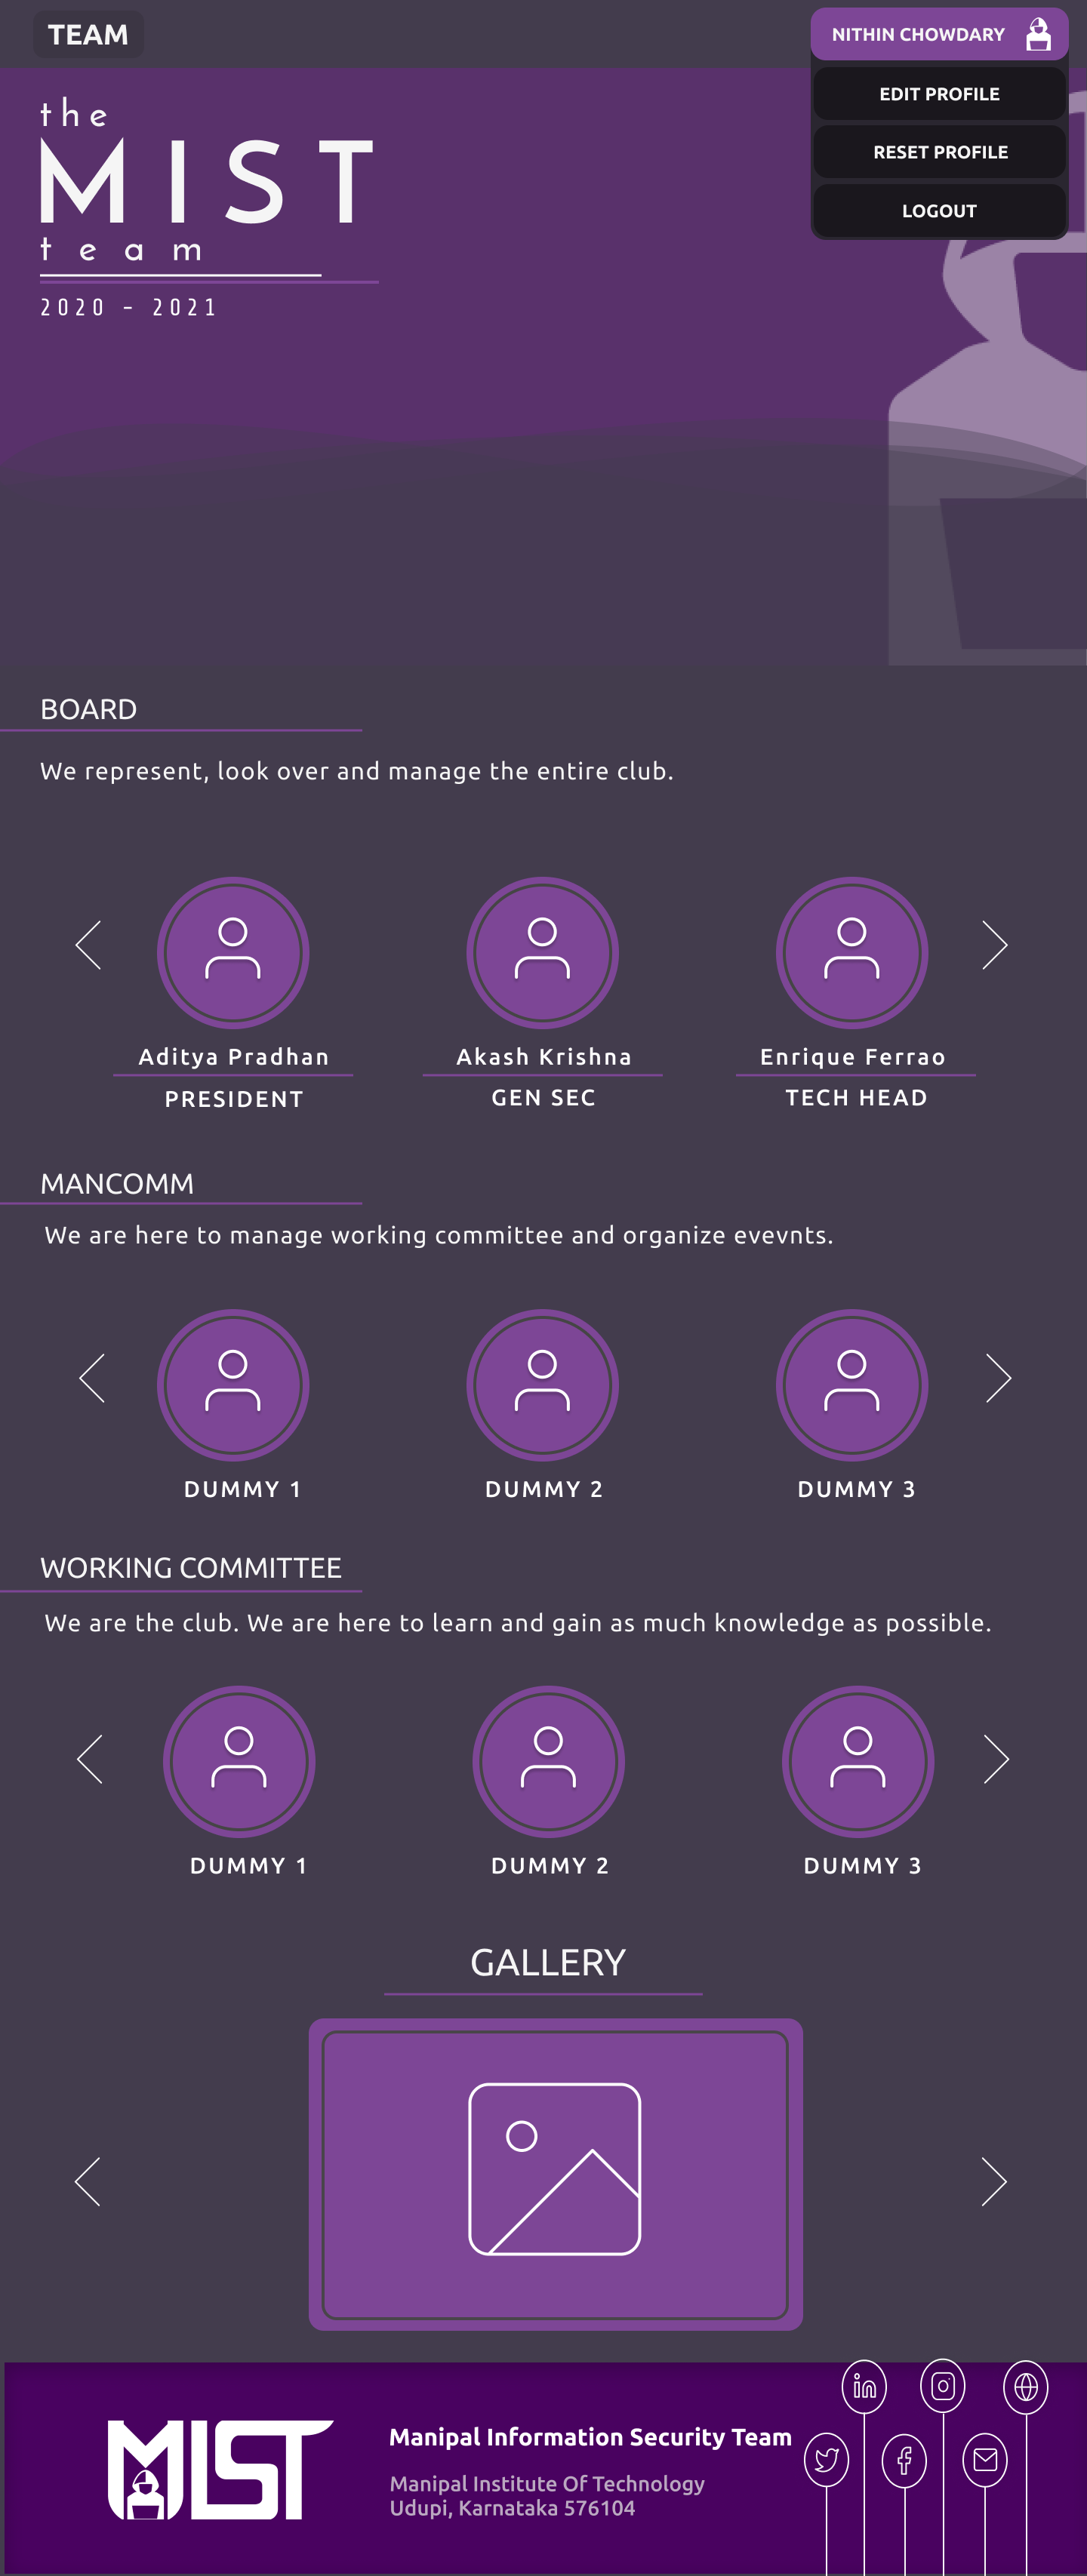 TEAM
NITHIN CHOWDARY
EDIT PROFILE
RESET PROFILE
LOGOUT
the
MIST
team
2020 - 2021
BOARD
We represent, look over and manage the entire club.
Aditya Pradhan
PRESIDENT
Akash Krishna
GEN SEC
Enrique Ferrao
TECH HEAD
MANCOMM
We are here to manage working committee and organize evevnts.
DUMMY 1
DUMMY 2
DUMMY 3
WORKING COMMITTEE
We are the club. We are here to learn and gain as much knowledge as possible.
DUMMY 1
DUMMY 2
DUMMY 3
GALLERY
MIST
Manipal Information Security Team
Manipal Institute Of Technology
Udupi, Karnataka 576104